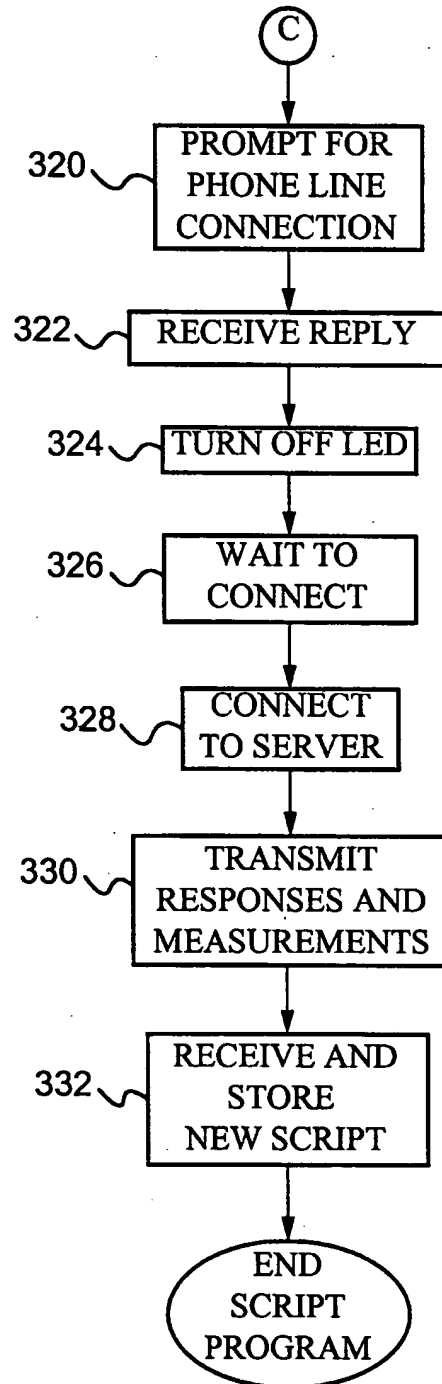 C
320
PROMPT FOR
PHONE LINE
CONNECTION
322
RECEIVE REPLY
324
TURN OFF LED
326
WAIT TO
CONNECT
328
CONNECT
TO SERVER
330
TRANSMIT
RESPONSES AND
MEASUREMENTS
332
RECEIVE AND
STORE
NEW SCRIPT
END
SCRIPT
PROGRAM